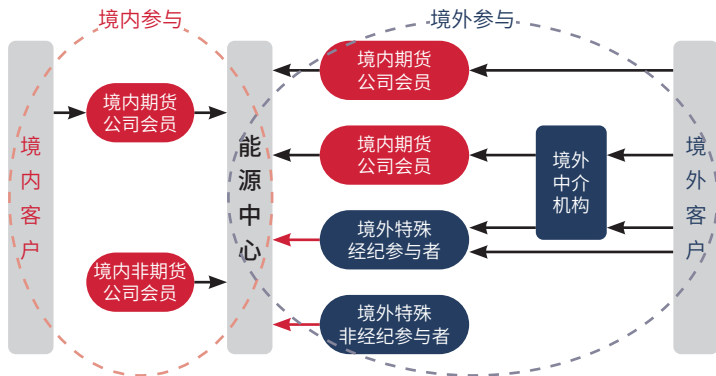 境内参与
境外参与
境内客户
境内期货
公司会员
境内非期货
公司会员
能源中心
境内期货
公司会员
境内期货
公司会员
境外特殊
经纪参与者
境外特殊
非经纪参与者
境外
中介
机构
境外客户